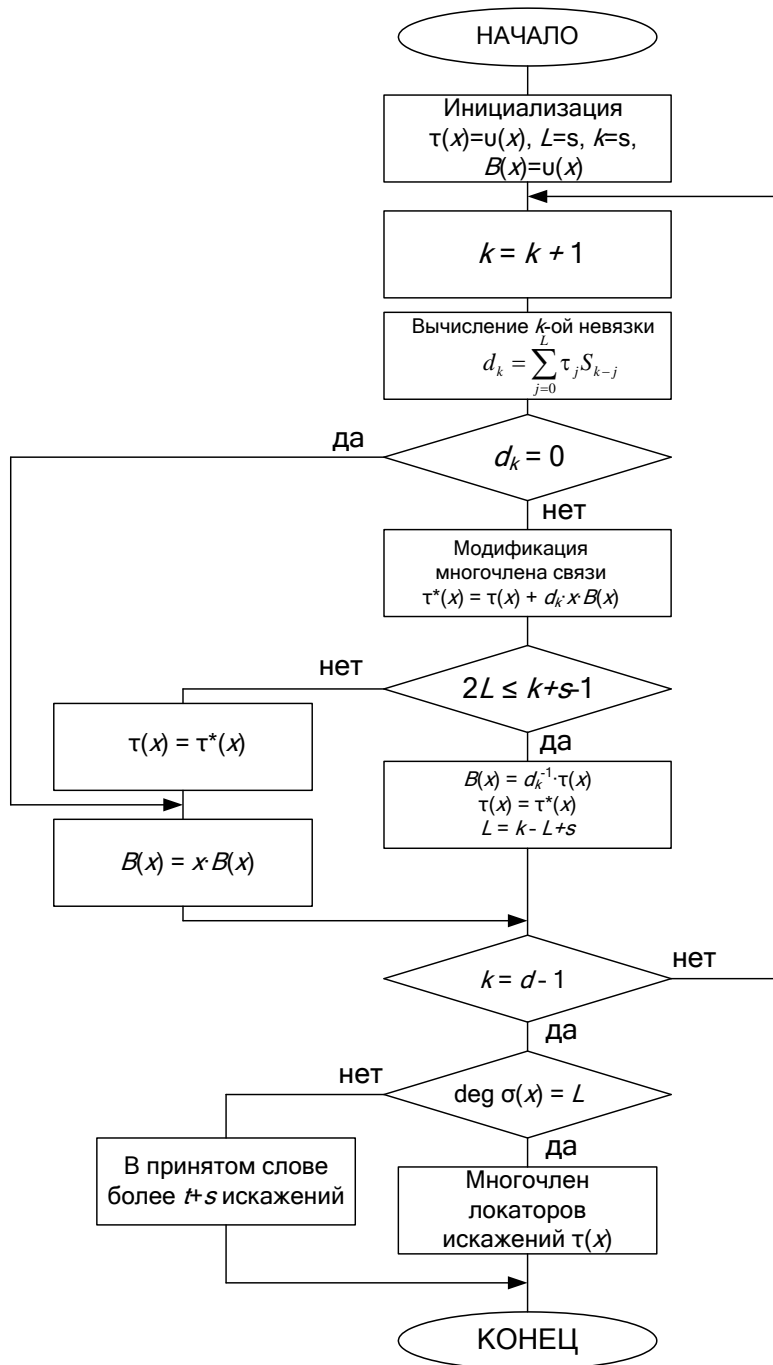 НАЧАЛО
Инициализация
τ(x)=υ(x), L=s, k=s,
B(x)=υ(x)
k = k + 1
Вычисление k-ой невязки
d_k = \sum_{j=0}^{L} τ_j S_{k-j}
да
d_k = 0
нет
Модификация
многочлена связи
τ*(x) = τ(x) + d_k·x·B(x)
нет
2L ≤ k+s-1
да
τ(x) = τ*(x)
B(x) = d_k^{-1}·τ(x)
τ(x) = τ*(x)
L = k - L+s
B(x) = x·B(x)
k = d - 1
нет
да
нет
deg σ(x) = L
да
В принятом слове
более t+s искажений
Многочлен
локаторов
искажений τ(x)
КОНЕЦ